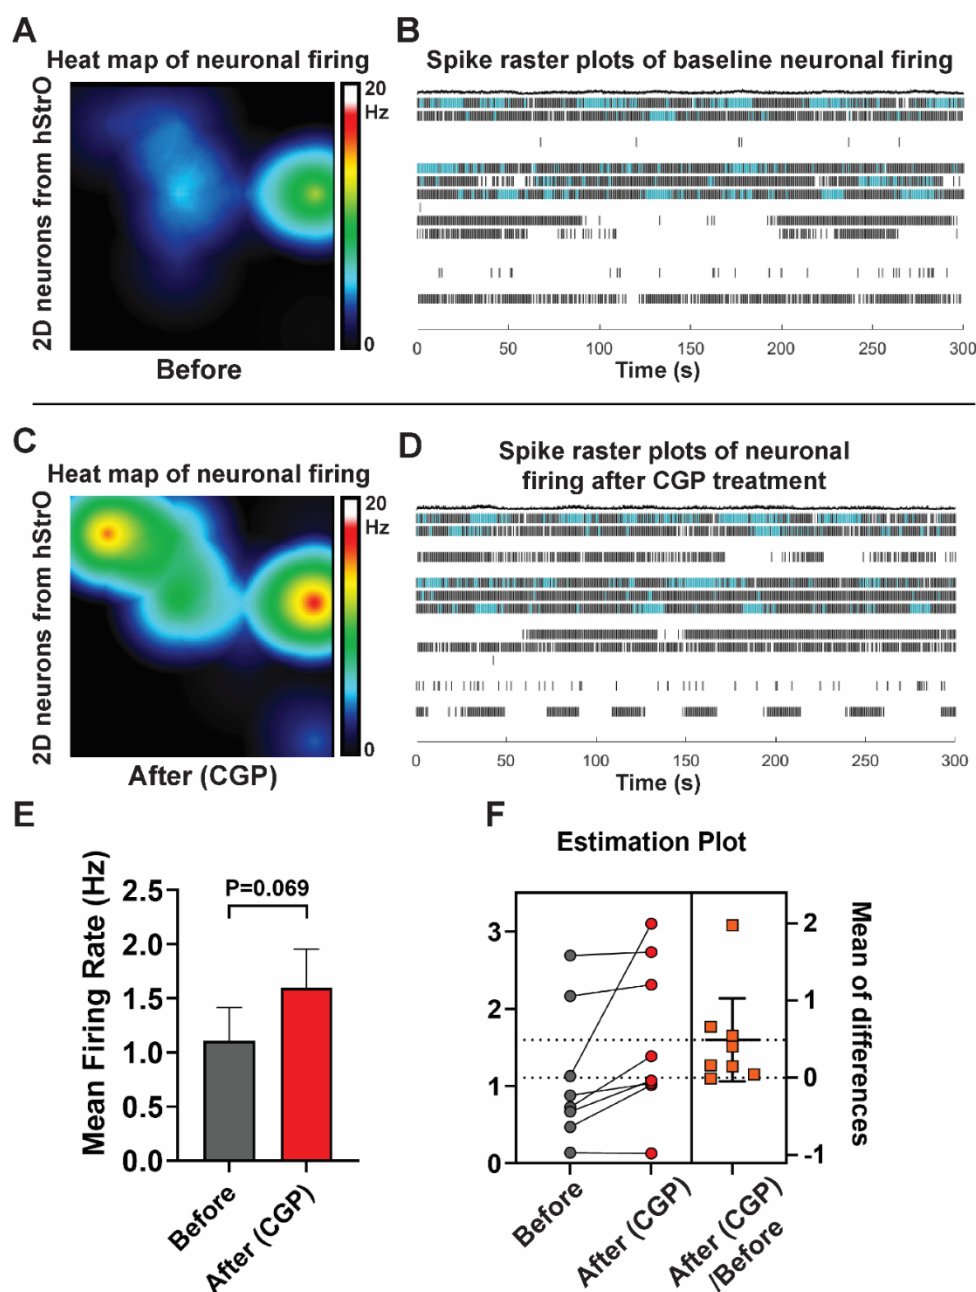 A
Heat map of neuronal firing
2D neurons from hStrO
20
Hz
0
Before
B
Spike raster plots of baseline neuronal firing
0 50 100 150 200 250 300
Time (s)
C
Heat map of neuronal firing
2D neurons from hStrO
20
Hz
0
After (CGP)
D
Spike raster plots of neuronal
firing after CGP treatment
0 50 100 150 200 250 300
Time (s)
E
Mean Firing Rate (Hz)
2.5
2.0
1.5
1.0
0.5
0.0
P=0.069
Before
After (CGP)
F
Estimation Plot
3
2
1
0
2
1
0
-1
Mean of differences
Before
After (CGP)
After (CGP)
/Before